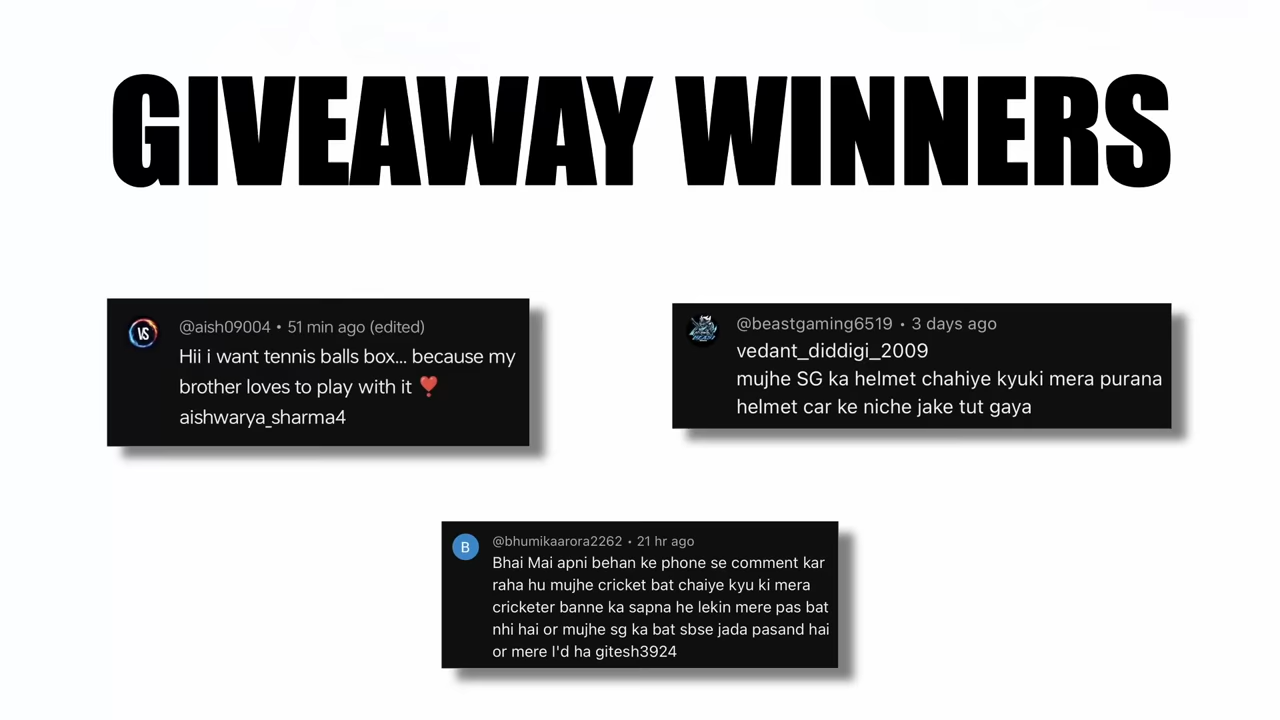 GIVEAWAY WINNERS
VS
@aish09004 • 51 min ago (edited)
Hii i want tennis balls box... because my
brother loves to play with it ❣️
aishwarya_sharma4
@beastgaming6519 • 3 days ago
vedant_diddigi_2009
mujhe SG ka helmet chahiye kyuki mera purana
helmet car ke niche jake tut gaya
B
@bhumikaarora2262 • 21 hr ago
Bhai Mai apni behan ke phone se comment kar
raha hu mujhe cricket bat chaiye kyu ki mera
cricketer banne ka sapna he lekin mere pas bat
nhi hai or mujhe sg ka bat sbse jada pasand hai
or mere I'd ha gitesh3924